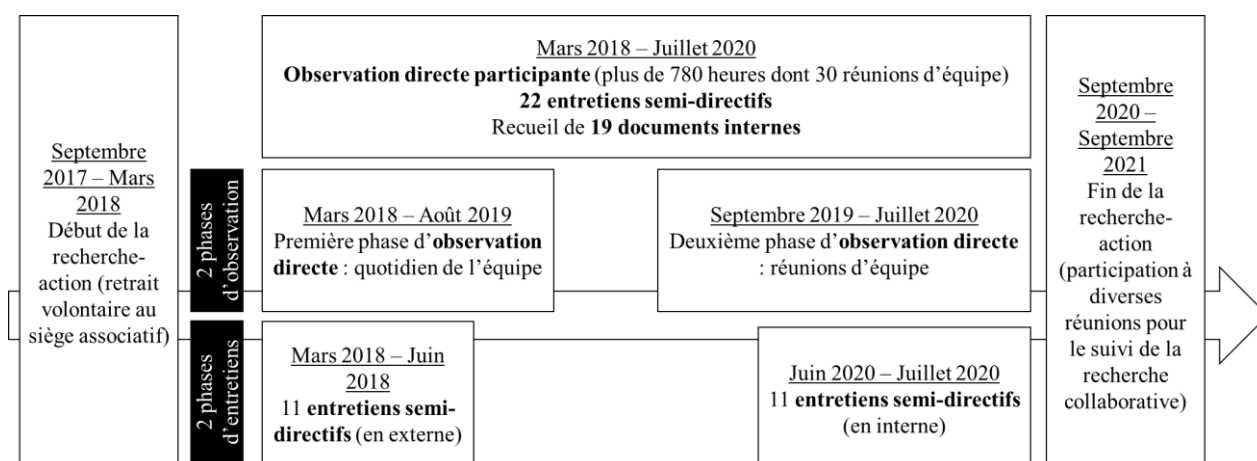 Septembre
2017 – Mars
2018
Début de la
recherche-
action (retrait
volontaire au
siège associatif)
Mars 2018 – Juillet 2020
Observation directe participante (plus de 780 heures dont 30 réunions d’équipe)
22 entretiens semi-directifs
Recueil de 19 documents internes
2 phases
d’observation
Mars 2018 – Août 2019
Première phase d’observation
directe : quotidien de l’équipe
Septembre 2019 – Juillet 2020
Deuxième phase d’observation directe
: réunions d’équipe
2 phases
d’entretiens
Mars 2018 – Juin
2018
11 entretiens semi-
directifs (en externe)
Juin 2020 – Juillet 2020
11 entretiens semi-directifs
(en interne)
Septembre
2020 –
Septembre
2021
Fin de la
recherche-
action
(participation à
diverses
réunions pour
le suivi de la
recherche
collaborative)